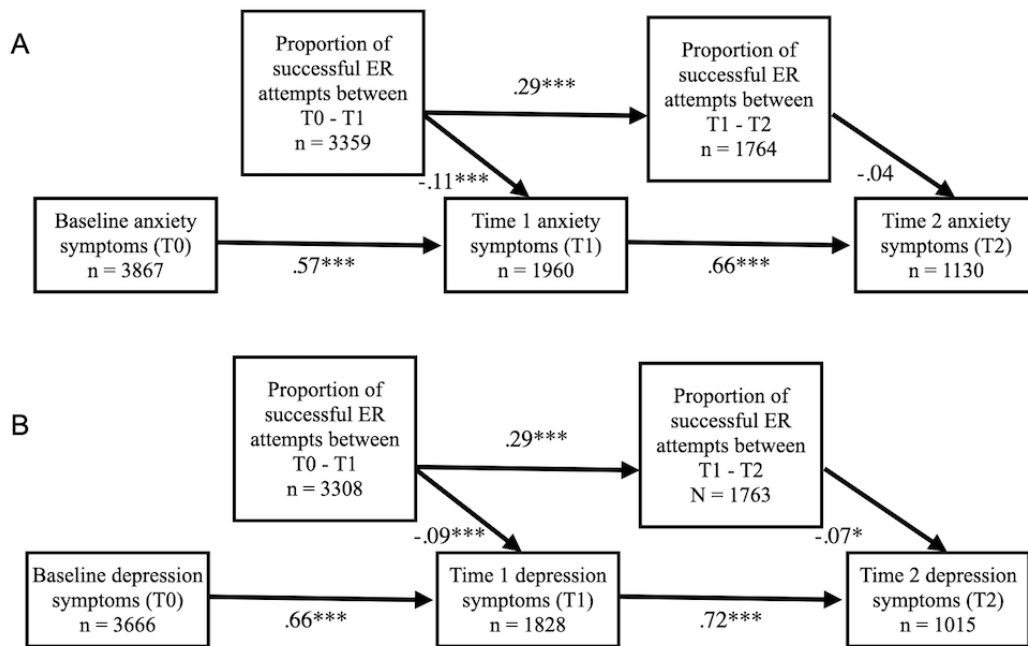 A
Proportion of
successful ER
attempts between
T0 - T1
n = 3359
.29***
Proportion of
successful ER
attempts between
T1 - T2
n = 1764
-.11***
-.04
Baseline anxiety
symptoms (T0)
n = 3867
.57***
Time 1 anxiety
symptoms (T1)
n = 1960
.66***
Time 2 anxiety
symptoms (T2)
n = 1130
B
Proportion of
successful ER
attempts between
T0 - T1
n = 3308
.29***
Proportion of
successful ER
attempts between
T1 - T2
N = 1763
-.09***
-.07*
Baseline depression
symptoms (T0)
n = 3666
.66***
Time 1 depression
symptoms (T1)
n = 1828
.72***
Time 2 depression
symptoms (T2)
n = 1015